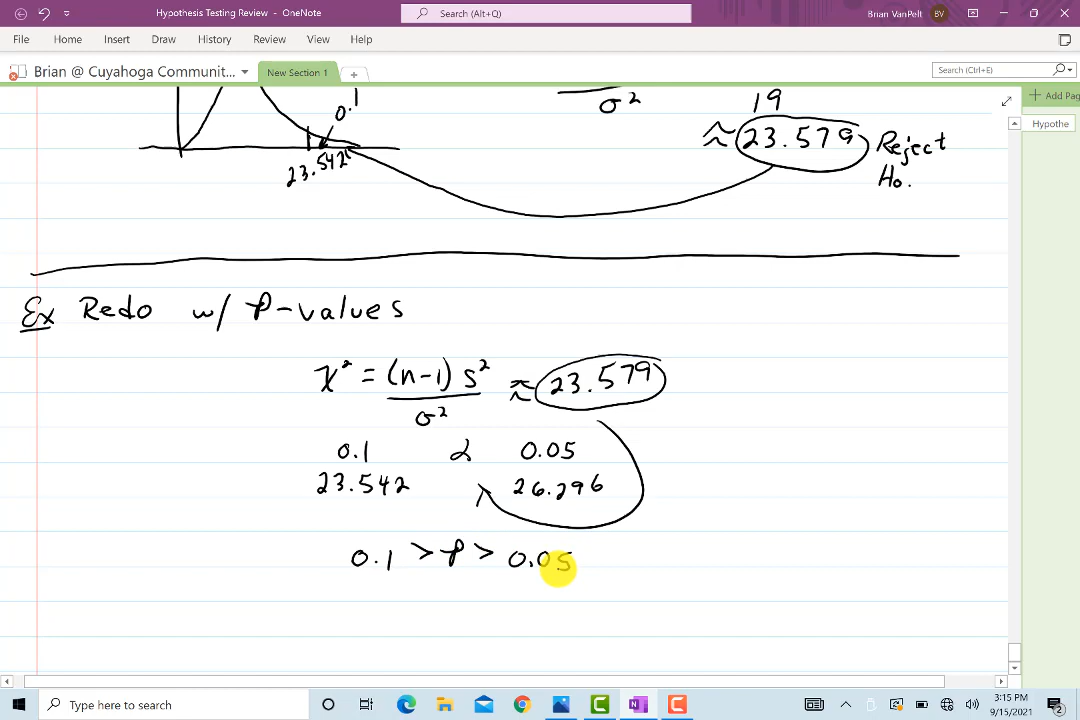 Hypothesis Testing Review - OneNote
Search (Alt+Q)
Brian VanPelt
BV
File Home Insert Draw History Review View Help
Brian @ Cuyahoga Communit...
New Section 1
Search (Ctrl+E)
Add Pag
Hypothe
0.1
23.542
σ²
19
≈ 23.579 Reject
Ho.
Ex Redo w/ P-values
χ² = (n-1) s² ≈ 23.579
σ²
0.1 α 0.05
23.542 26.296
0.1 > P > 0.05
Type here to search
3:15 PM
9/15/2021
2